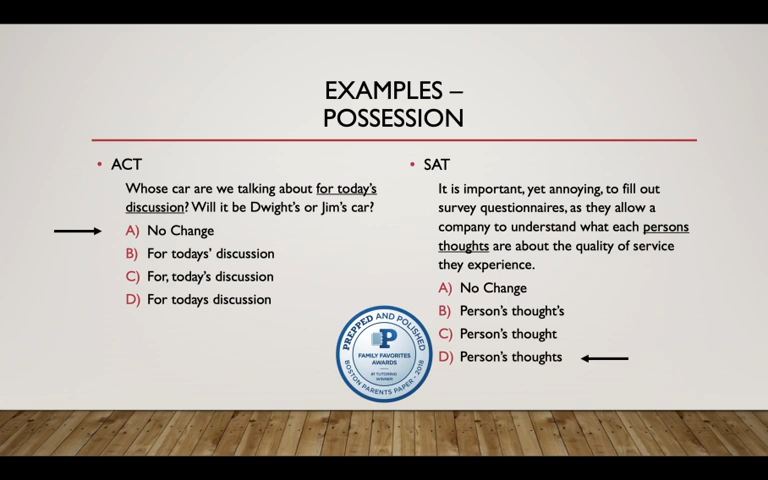 EXAMPLES –
POSSESSION
• ACT
Whose car are we talking about for today's
discussion? Will it be Dwight's or Jim's car?
A) No Change
B) For todays' discussion
C) For, today's discussion
D) For todays discussion
• SAT
It is important, yet annoying, to fill out
survey questionnaires, as they allow a
company to understand what each persons
thoughts are about the quality of service
they experience.
A) No Change
B) Person's thought's
C) Person's thought
D) Person's thoughts
PREPPED AND POLISHED
P
FAMILY FAVORITES
AWARDS
#1 TUTORING
WINNER
BOSTON PARENTS PAPER - 2018